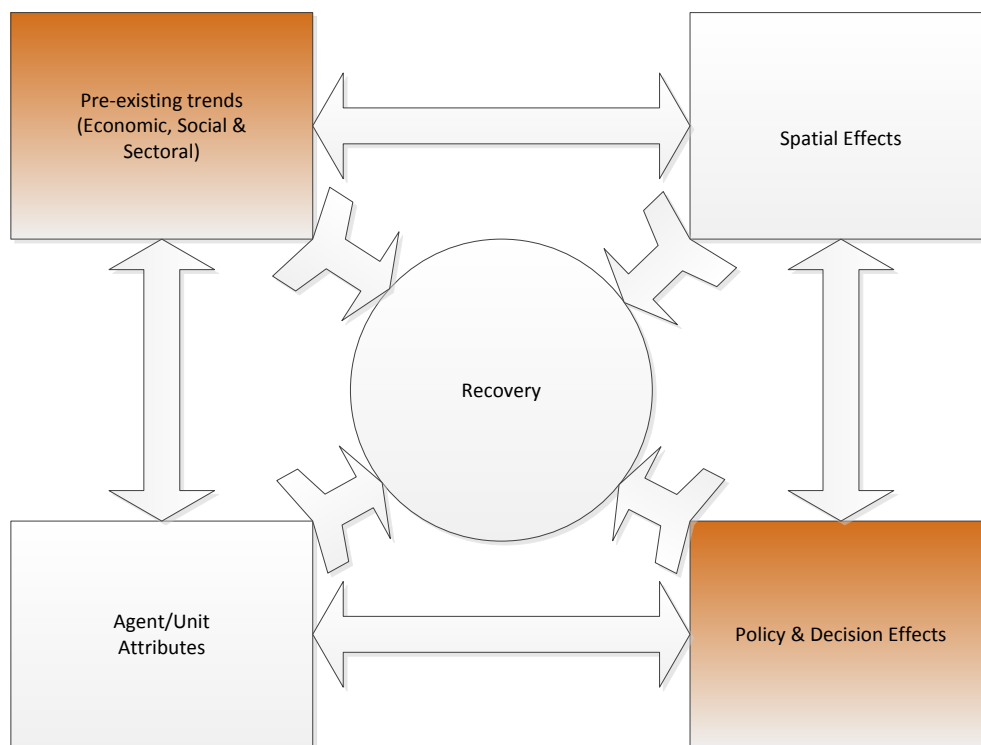 Pre-existing trends
(Economic, Social &
Sectoral)
Spatial Effects
Recovery
Agent/Unit
Attributes
Policy & Decision Effects